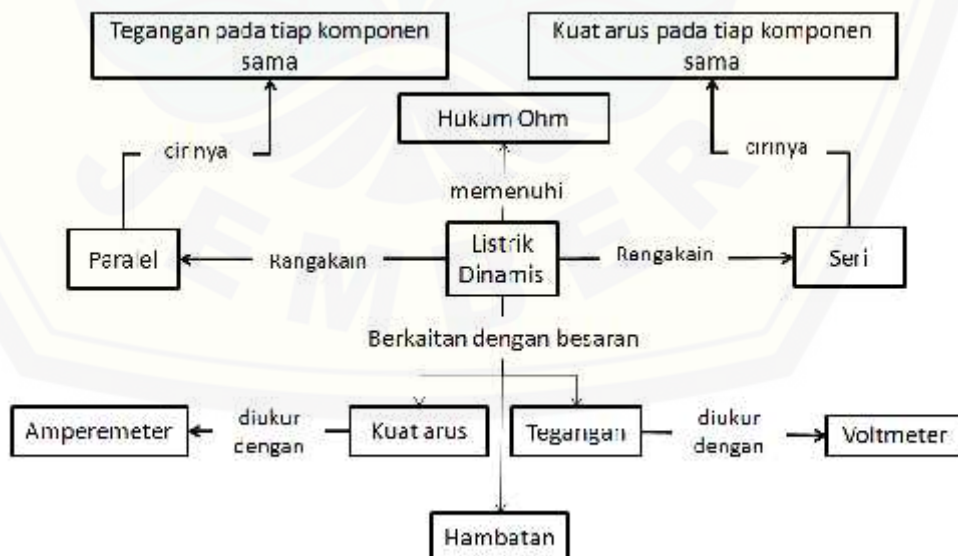 Tegangan pada tiap komponen
sama
Kuat arus pada tiap komponen
sama
Hukum Ohm
cirinya
cirinya
memenuhi
Paralel
Rangakain
Listrik
Dinamis
Rangakain
Seri
Berkaitan dengan besaran
Amperemeter
diukur
dengan
Kuat arus
Tegangan
diukur
dengan
Voltmeter
Hambatan
JEMBER